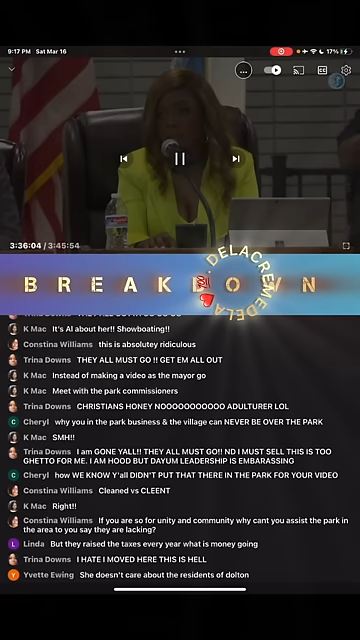 9:17 PM Sat Mar 16
17%
CC
3:36:04 / 3:45:54
BREAKDOWN
DELACREMEDELA
K Mac It's Al about her!! Showboating!!
Constina Williams this is absolutey ridiculous
Trina Downs THEY ALL MUST GO !! GET EM ALL OUT
K Mac Instead of making a video as the mayor go
K Mac Meet with the park commissioners
Trina Downs CHRISTIANS HONEY NOOOOOOOOOOO ADULTURER LOL
C Cheryl why you in the park business & the village can NEVER BE OVER THE PARK
K Mac SMH!!
Trina Downs I am GONE YALL!! THEY ALL MUST GO!! ND I MUST SELL THIS IS TOO
GHETTO FOR ME. I AM HOOD BUT DAYUM LEADERSHIP IS EMBARASSING
C Cheryl how WE KNOW Y'all DIDN'T PUT THAT THERE IN THE PARK FOR YOUR VIDEO
Constina Williams Cleaned vs CLEENT
K Mac Right!!
Constina Williams If you are so for unity and community why cant you assist the park in
the area to you say they are lacking?
L Linda But they raised the taxes every year what is money going
Trina Downs I HATE I MOVED HERE THIS IS HELL
Y Yvette Ewing She doesn't care about the residents of dolton